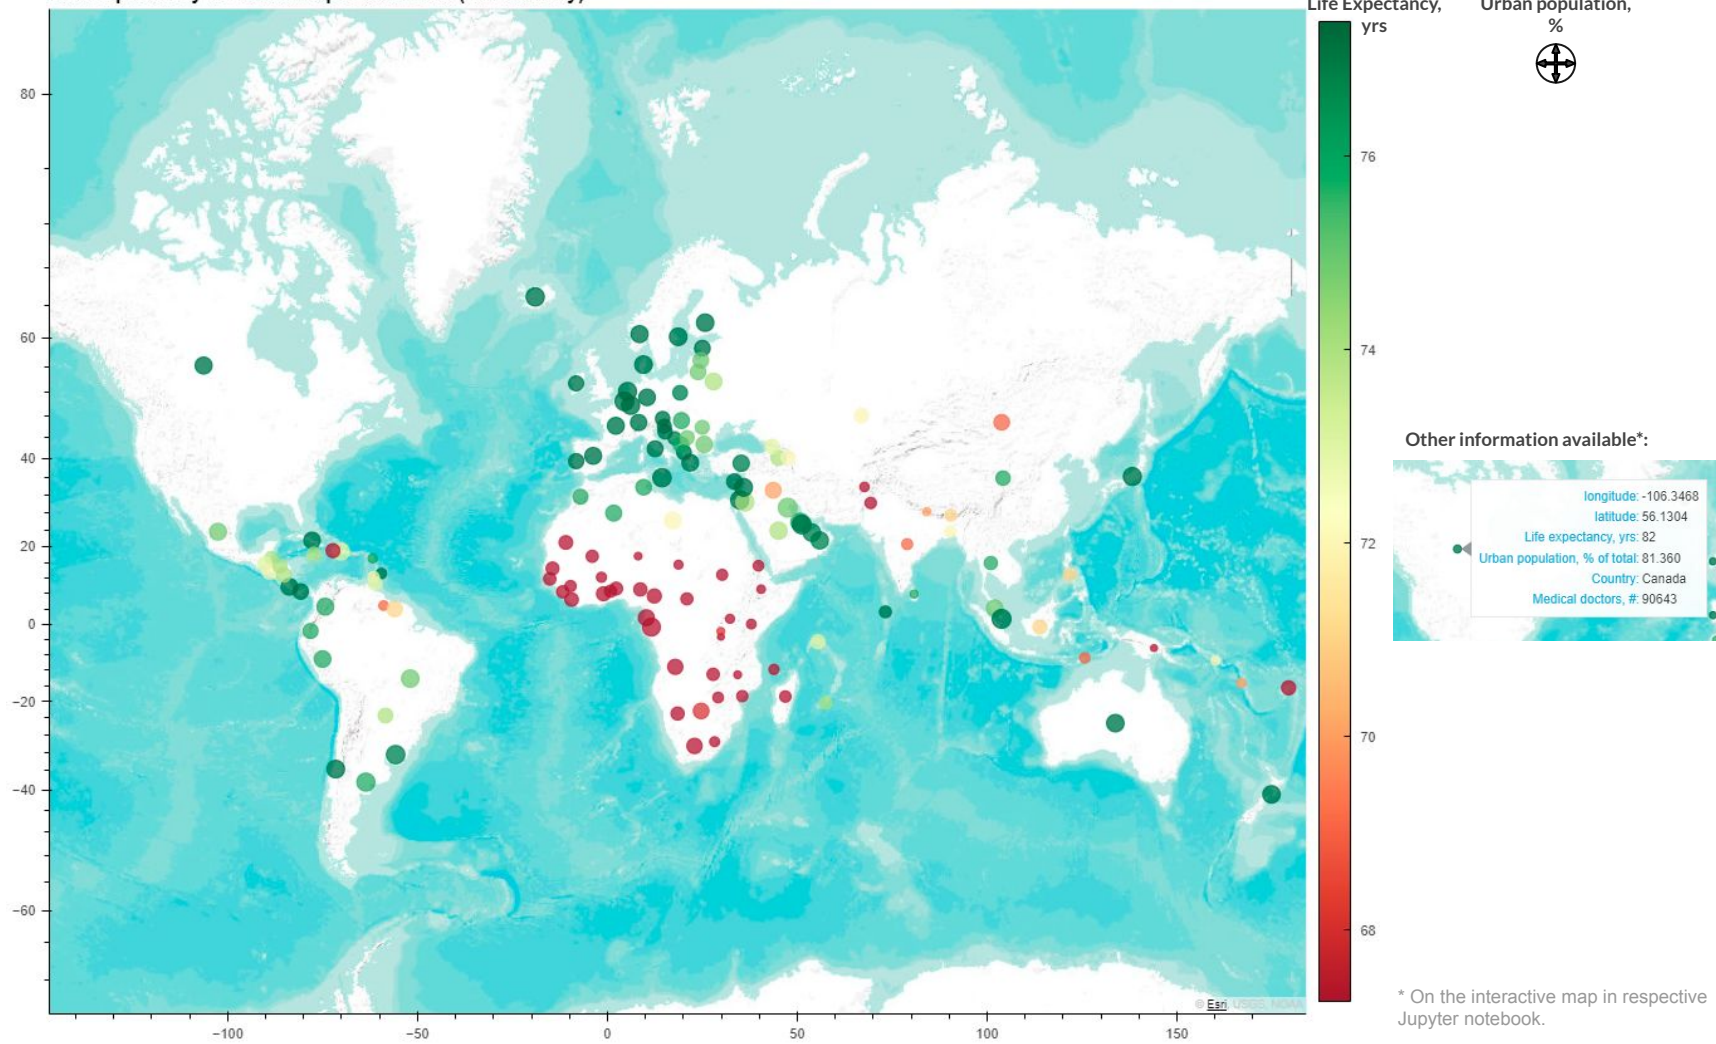 Life Expectancy,
yrs
Urban population,
%
80
60
40
20
0
−20
−40
−60
−100
−50
0
50
100
150
76
74
72
70
68
© Esri, USGS, NOAA
Other information available*:
longitude: -106.3468
latitude: 56.1304
Life expectancy, yrs: 82
Urban population, % of total: 81.360
Country: Canada
Medical doctors, #: 90643
* On the interactive map in respective
Jupyter notebook.